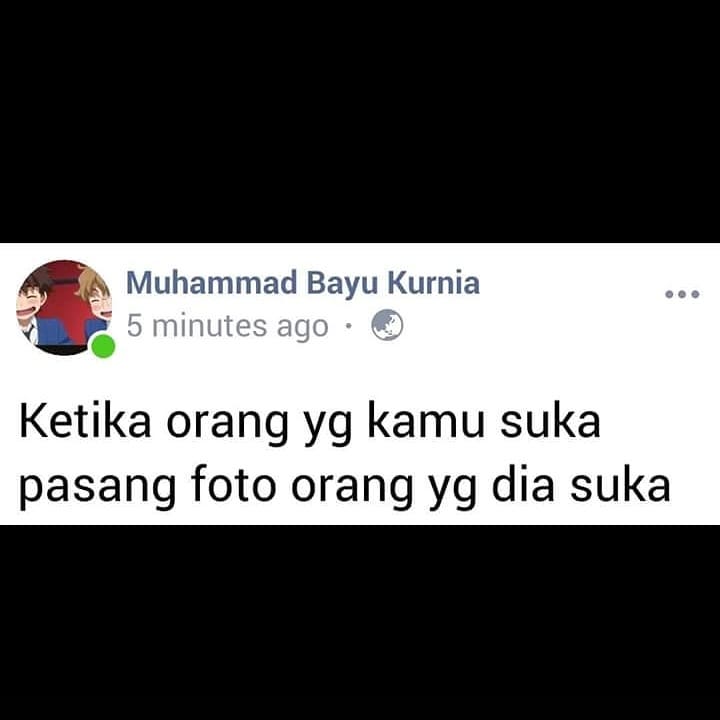 Muhammad Bayu Kurnia
5 minutes ago
Ketika orang yg kamu suka
pasang foto orang yg dia suka